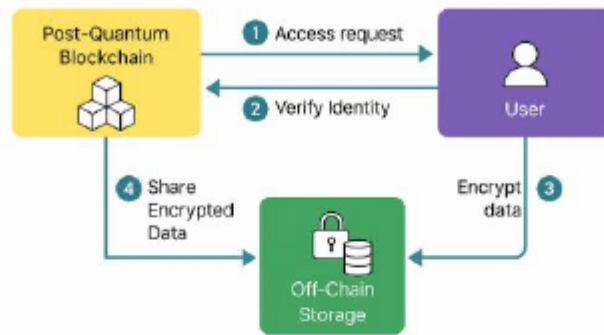 Post-Quantum
Blockchain
1 Access request
2 Verify Identity
User
4 Share
Encrypted
Data
Encrypt 3
data
Off-Chain
Storage